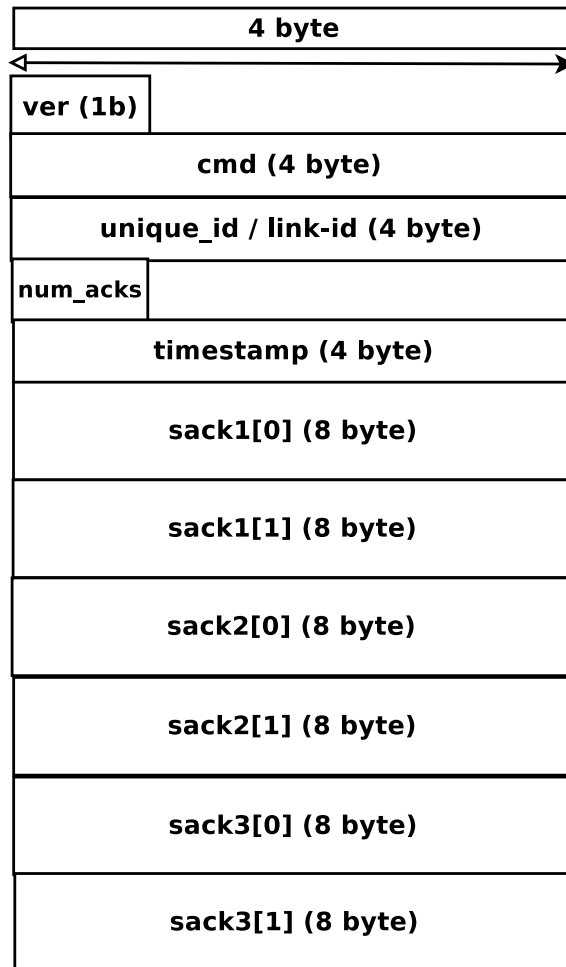 4 byte
ver (1b)
cmd (4 byte)
unique_id / link-id (4 byte)
num_acks
timestamp (4 byte)
sack1[0] (8 byte)
sack1[1] (8 byte)
sack2[0] (8 byte)
sack2[1] (8 byte)
sack3[0] (8 byte)
sack3[1] (8 byte)